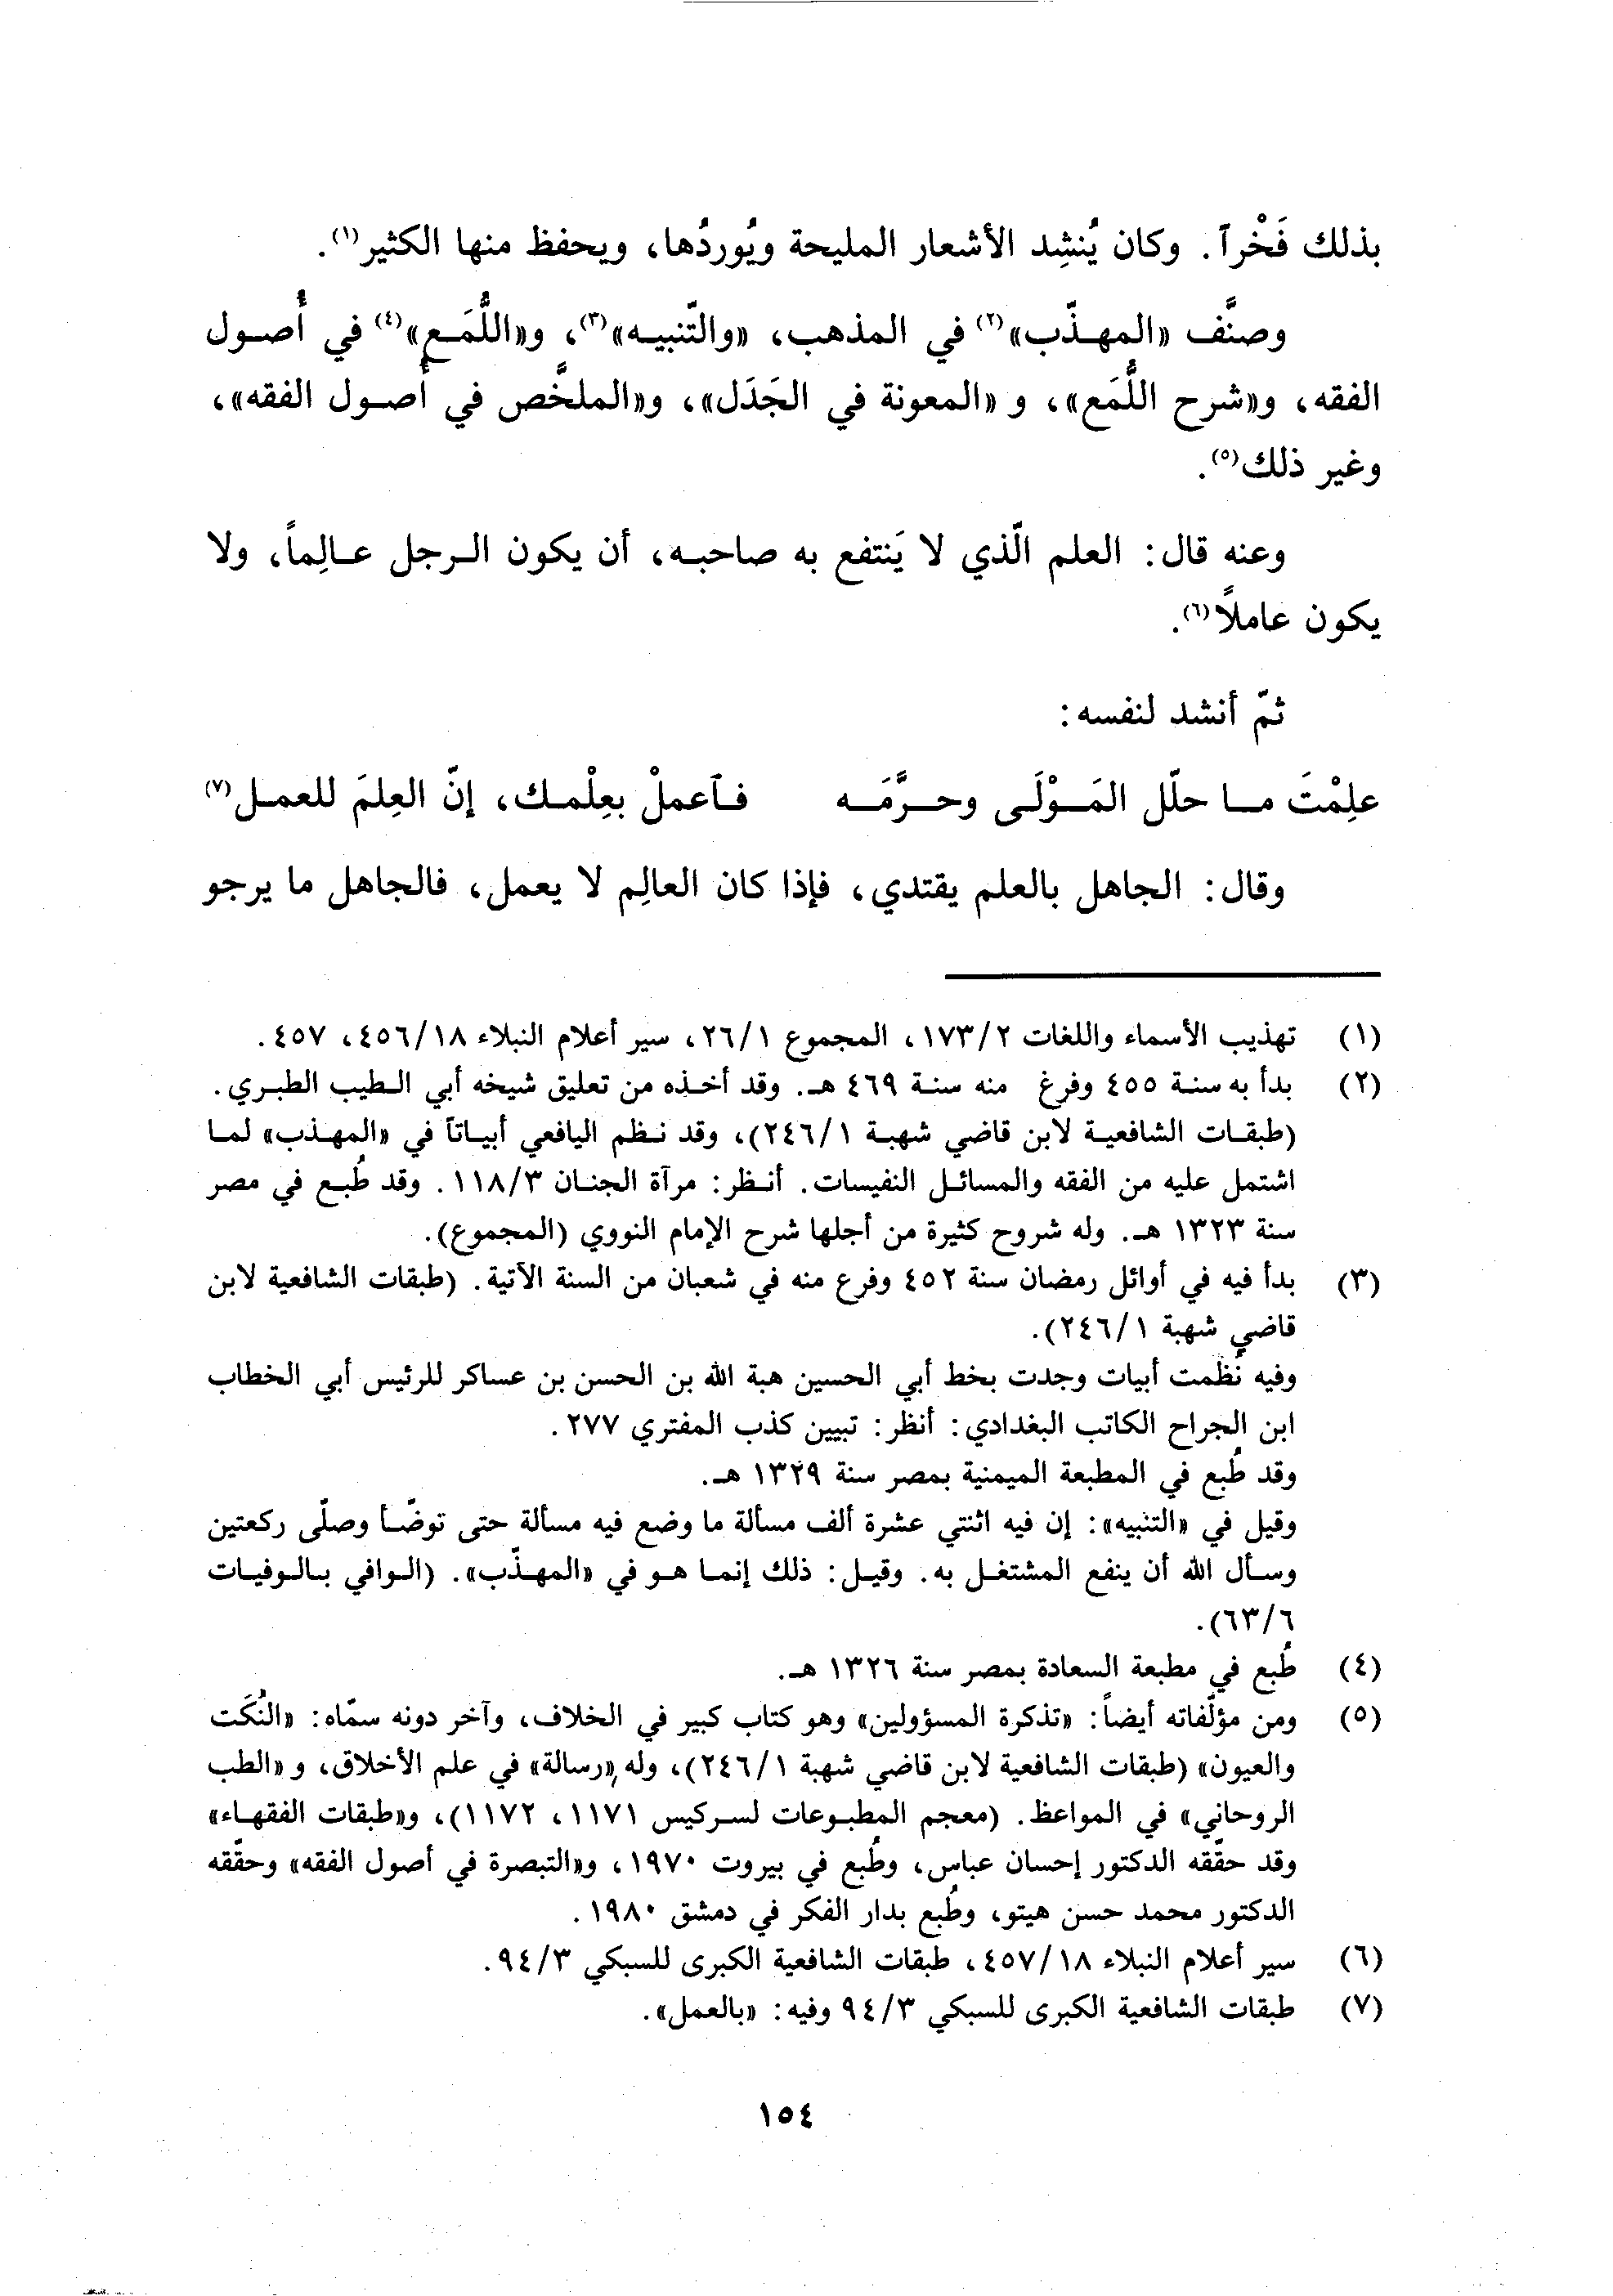 بذلك فَخْراً. وكان يُنشِد الأشعار المليحة ويُوردُها، ويحفظ منها الكثير(١).
وصنَّف «المهذّب»(٢) في المذهب، «والتّنبيه»(٣)، و«اللُّمَع»(٤) في أُصول
الفقه، و«شرح اللُّمَع»، و «المعونة في الجَدَل»، و«الملخَّص في أصول الفقه»،
وغير ذلك(٥).
وعنه قال: العلم الّذي لا يَنتفع به صاحبه، أن يكون الرجل عالِماً، ولا
يكون عاملاً(٦).
ثمّ أنشد لنفسه:
علِمْتَ ما حلّل المَوْلَى وحرَّمَه فاعملْ بعِلْمك، إنّ العِلمَ للعمل(٧)
وقال: الجاهل بالعلم يقتدي، فإذا كان العالِم لا يعمل، فالجاهل ما يرجو
(١) تهذيب الأسماء واللغات ١٧٣/٢، المجموع ٢٦/١، سير أعلام النبلاء ٤٥٦/١٨، ٤٥٧.
(٢) بدأ به سنة ٤٥٥ وفرغ منه سنة ٤٦٩ هـ. وقد أخذه من تعليق شيخه أبي الطيب الطبري.
(طبقات الشافعية لابن قاضي شهبة ٢٤٦/١)، وقد نظم اليافعي أبياتاً في «المهذب» لما
اشتمل عليه من الفقه والمسائل النفيسات. أنظر: مرآة الجنان ١١٨/٣. وقد طُبع في مصر
سنة ١٣٢٣ هـ. وله شروح كثيرة من أجلها شرح الإمام النووي (المجموع).
(٣) بدأ فيه في أوائل رمضان سنة ٤٥٢ وفرع منه في شعبان من السنة الآتية. (طبقات الشافعية لابن
قاضي شهبة ٢٤٦/١).
وفيه نُظمت أبيات وجدت بخط أبي الحسين هبة الله بن الحسن بن عساكر للرئيس أبي الخطاب
ابن الجراح الكاتب البغدادي: أنظر: تبيين كذب المفتري ٢٧٧.
وقد طُبع في المطبعة الميمنية بمصر سنة ١٣٢٩ هـ.
وقيل في «التنبيه»: إن فيه اثنتي عشرة ألف مسألة ما وضع فيه مسألة حتى توضّأ وصلّى ركعتين
وسأل الله أن ينفع المشتغل به. وقيل: ذلك إنما هو في «المهذّب». (الوافي بالوفيات
٦٣/٦).
(٤) طُبع في مطبعة السعادة بمصر سنة ١٣٢٦ هـ.
(٥) ومن مؤلّفاته أيضاً: «تذكرة المسؤولين» وهو كتاب كبير في الخلاف، وآخر دونه سمّاه: «النُكَت
والعيون» (طبقات الشافعية لابن قاضي شهبة ٢٤٦/١)، وله «رسالة» في علم الأخلاق، و «الطب
الروحاني» في المواعظ. (معجم المطبوعات لسركيس ١١٧١، ١١٧٢)، و«طبقات الفقهاء»
وقد حقّقه الدكتور إحسان عباس، وطُبع في بيروت ١٩٧٠، و«التبصرة في أصول الفقه» وحقّقه
الدكتور محمد حسن هيتو، وطُبع بدار الفكر في دمشق ١٩٨٠.
(٦) سير أعلام النبلاء ٤٥٧/١٨، طبقات الشافعية الكبرى للسبكي ٩٤/٣.
(٧) طبقات الشافعية الكبرى للسبكي ٩٤/٣ وفيه: «بالعمل».
١٥٤